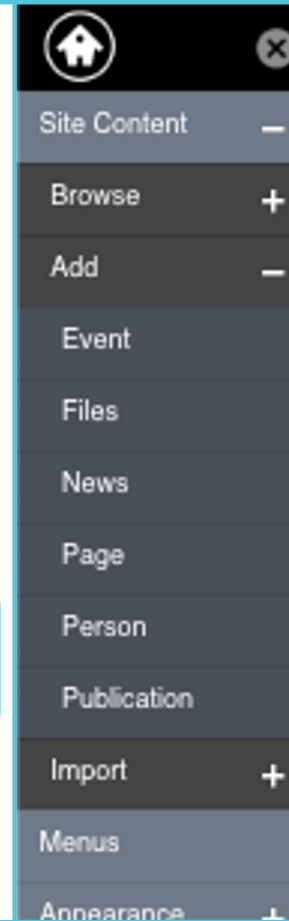 Site Content
Browse
Add
Event
Files
News
Page
Person
Publication
Import
Menus
Appearance